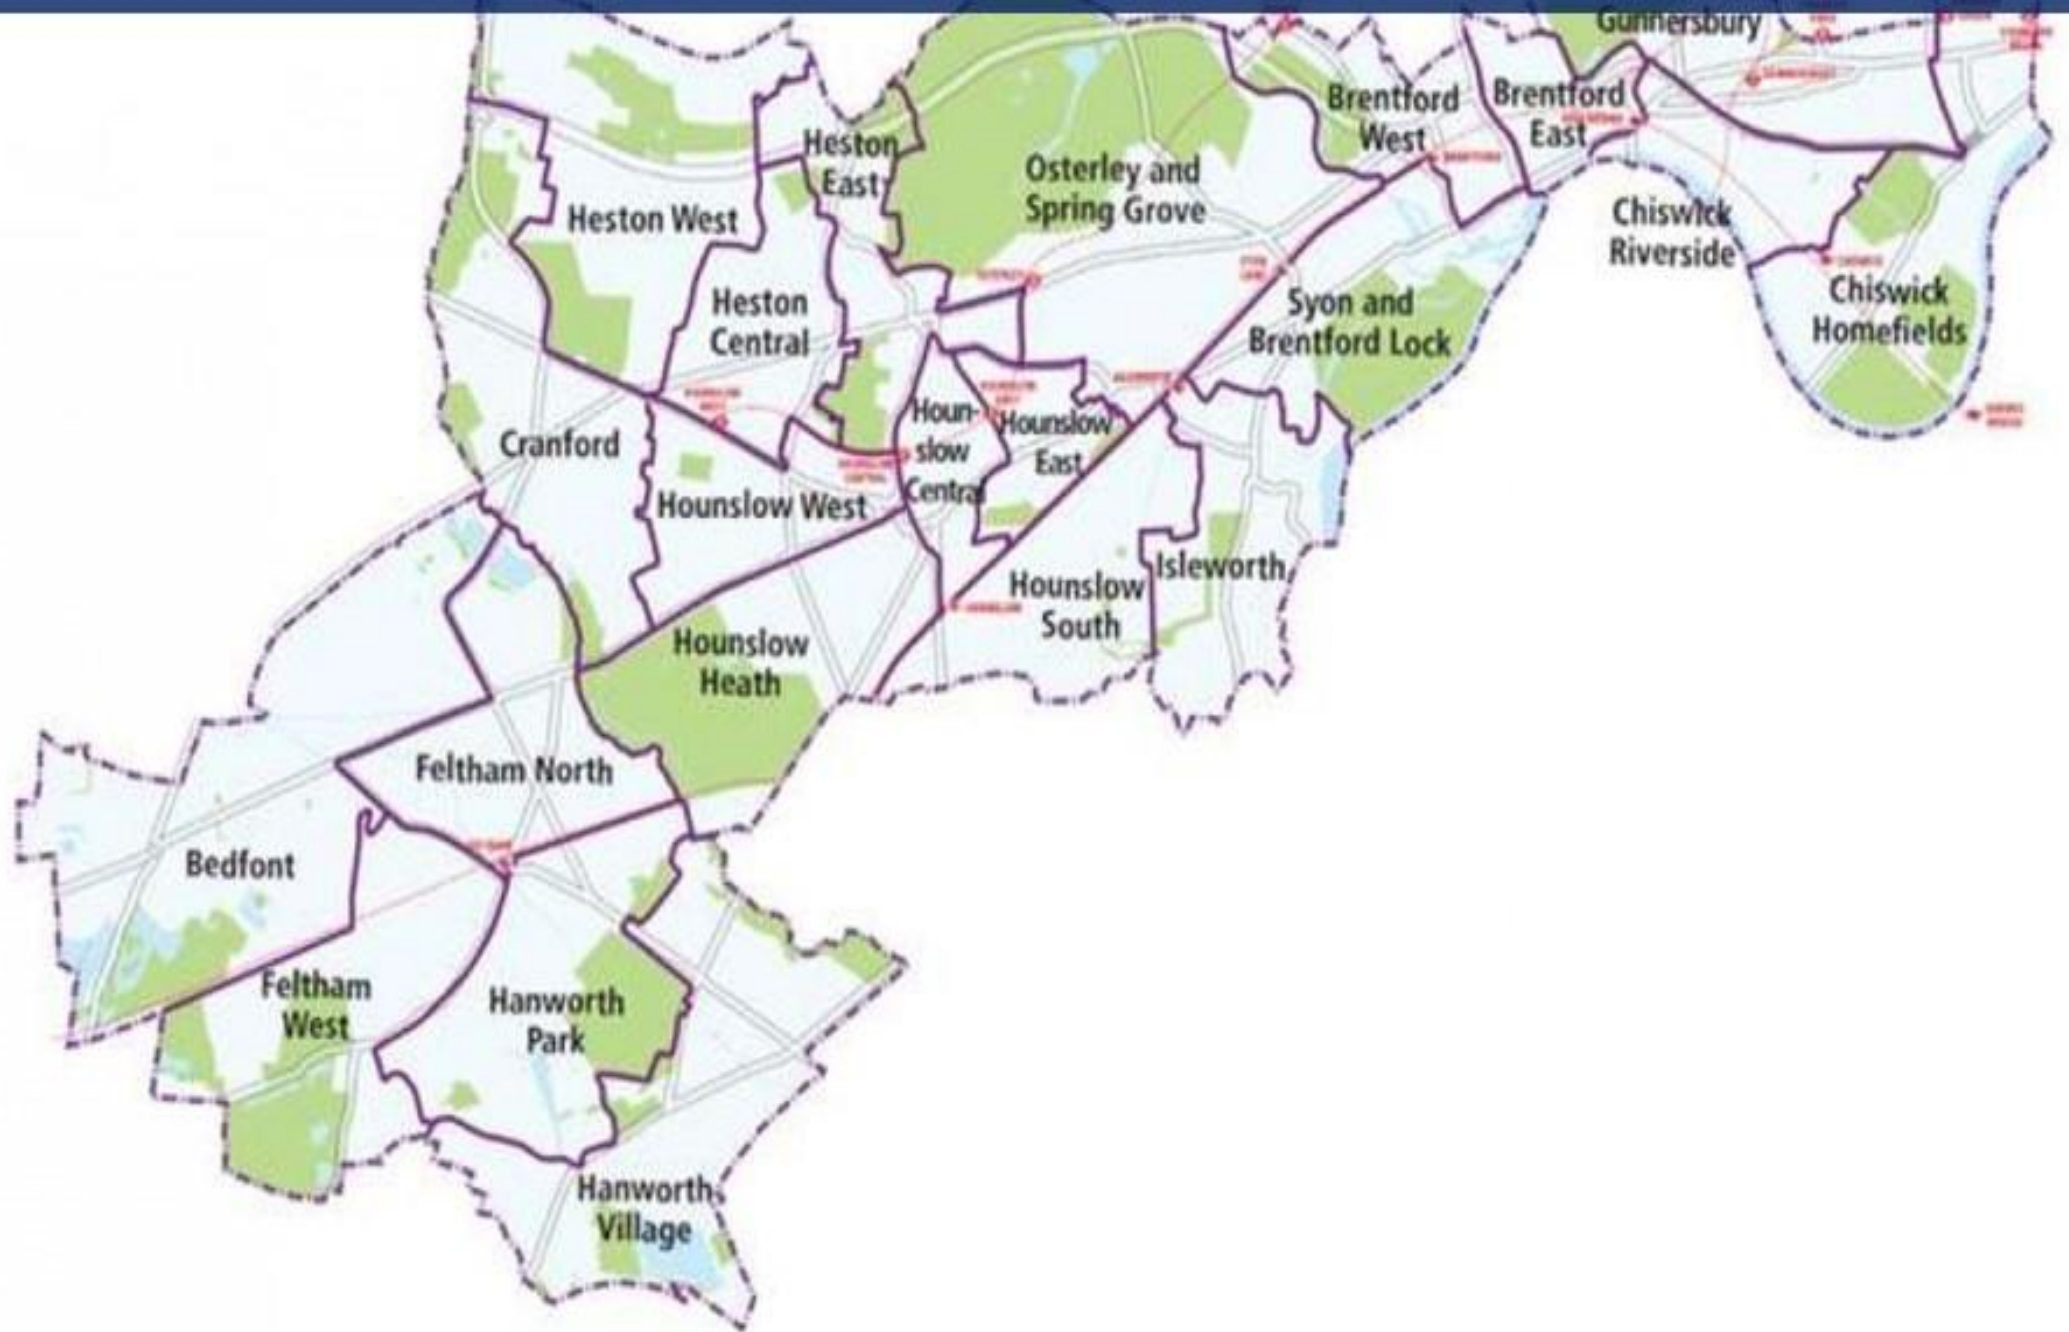 Gunnersbury
Brentford
West
Brentford
East
Heston
East
Osterley and
Spring Grove
Heston West
Chiswick
Riverside
Heston
Central
Syon and
Brentford Lock
Chiswick
Homefields
Cranford
Houn-
slow
Central
Hounslow
East
Hounslow West
Hounslow
South
Isleworth
Hounslow
Heath
Feltham North
Bedfont
Feltham
West
Hanworth
Park
Hanworth
Village